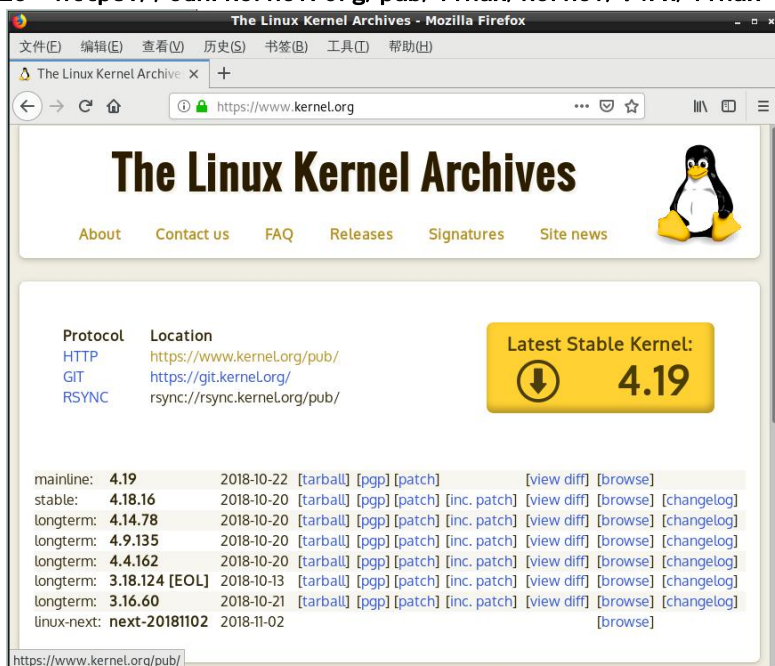 The Linux Kernel Archives - Mozilla Firefox
文件(F) 编辑(E) 查看(V) 历史(S) 书签(B) 工具(T) 帮助(H)
The Linux Kernel Archive
https://www.kernel.org
The Linux Kernel Archives
About Contact us FAQ Releases Signatures Site news
Protocol Location
HTTP https://www.kernel.org/pub/
GIT https://git.kernel.org/
RSYNC rsync://rsync.kernel.org/pub/
Latest Stable Kernel:
4.19
mainline: 4.19 2018-10-22 [tarball] [pgp] [patch] [view diff] [browse]
stable: 4.18.16 2018-10-20 [tarball] [pgp] [patch] [inc. patch] [view diff] [browse] [changelog]
longterm: 4.14.78 2018-10-20 [tarball] [pgp] [patch] [inc. patch] [view diff] [browse] [changelog]
longterm: 4.9.135 2018-10-20 [tarball] [pgp] [patch] [inc. patch] [view diff] [browse] [changelog]
longterm: 4.4.162 2018-10-20 [tarball] [pgp] [patch] [inc. patch] [view diff] [browse] [changelog]
longterm: 3.18.124 [EOL] 2018-10-13 [tarball] [pgp] [patch] [inc. patch] [view diff] [browse] [changelog]
longterm: 3.16.60 2018-10-21 [tarball] [pgp] [patch] [inc. patch] [view diff] [browse] [changelog]
linux-next: next-20181102 2018-11-02 [browse]
https://www.kernel.org/pub/